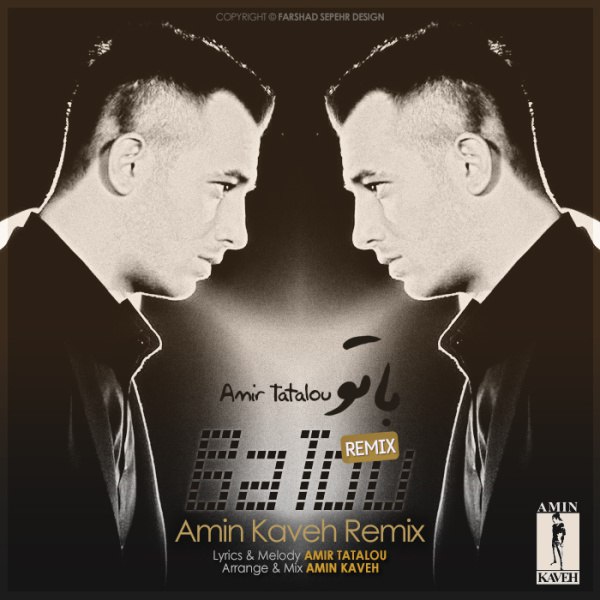 COPYRIGHT © FARSHAD SEPEHR DESIGN
Amir Tatalou با تو
BaTou
REMIX
Amin Kaveh Remix
Lyrics & Melody AMIR TATALOU
Arrange & Mix AMIN KAVEH
AMIN
KAVEH